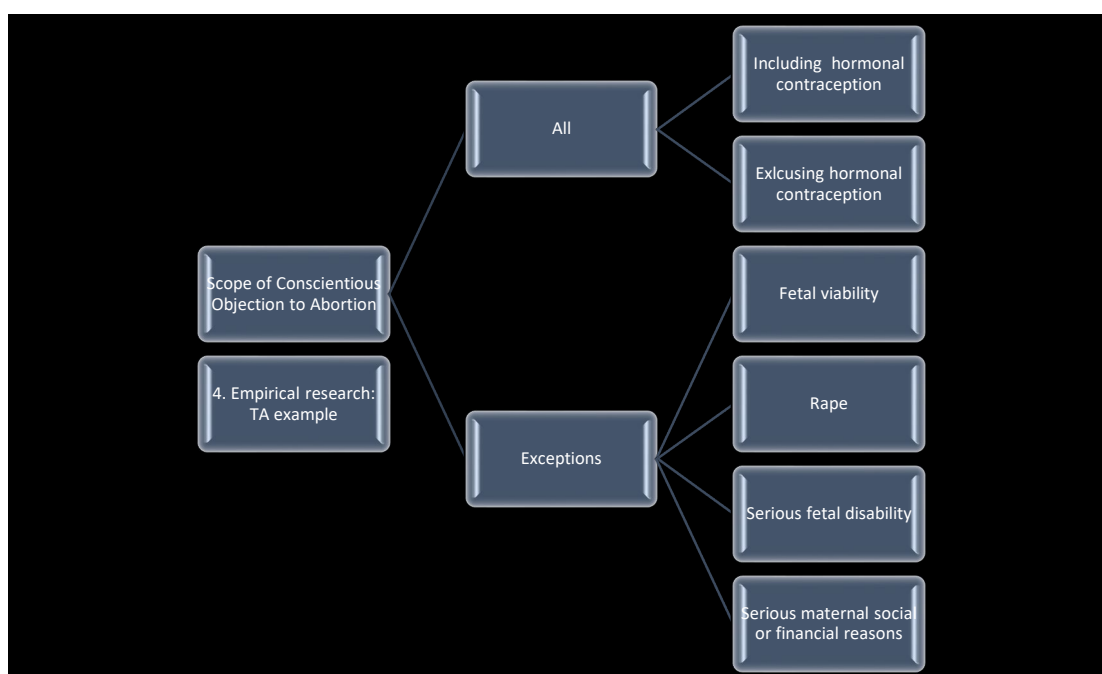 Scope of Conscientious
Objection to Abortion
4. Empirical research:
TA example
All
Including hormonal
contraception
Exlcusing hormonal
contraception
Exceptions
Fetal viability
Rape
Serious fetal disability
Serious maternal social
or financial reasons